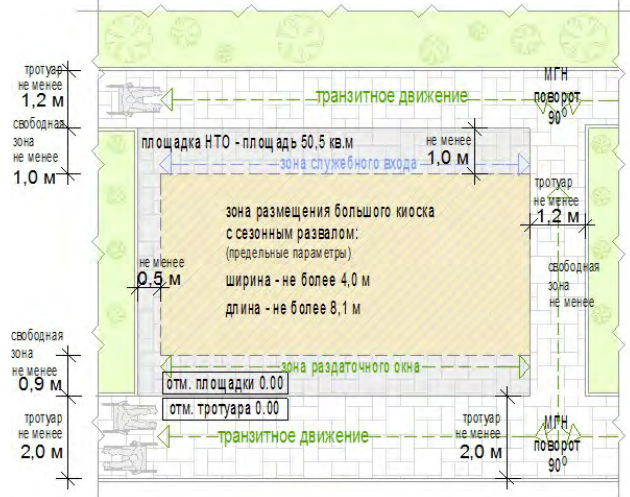 тротуар
не менее
1,2 м
транзитное движение
МГН
поворот
90⁰
свободная
зона
не менее
1,0 м
площадка НТО - площадь 50,5 кв.м
не менее
1,0 м
зона служебного входа
тротуар
не менее
1,2 м
зона размещения большого киоска
с сезонным развалом:
(предельные параметры)
ширина - не более 4,0 м
длина - не более 8,1 м
не менее
0,5 м
свободная
зона
не менее
свободная
зона
не менее
0,9 м
зона раздаточного окна
отм. площадки 0.00
отм. тротуара 0.00
тротуар
не менее
2,0 м
транзитное движение
тротуар
не менее
2,0 м
МГН
поворот
90⁰